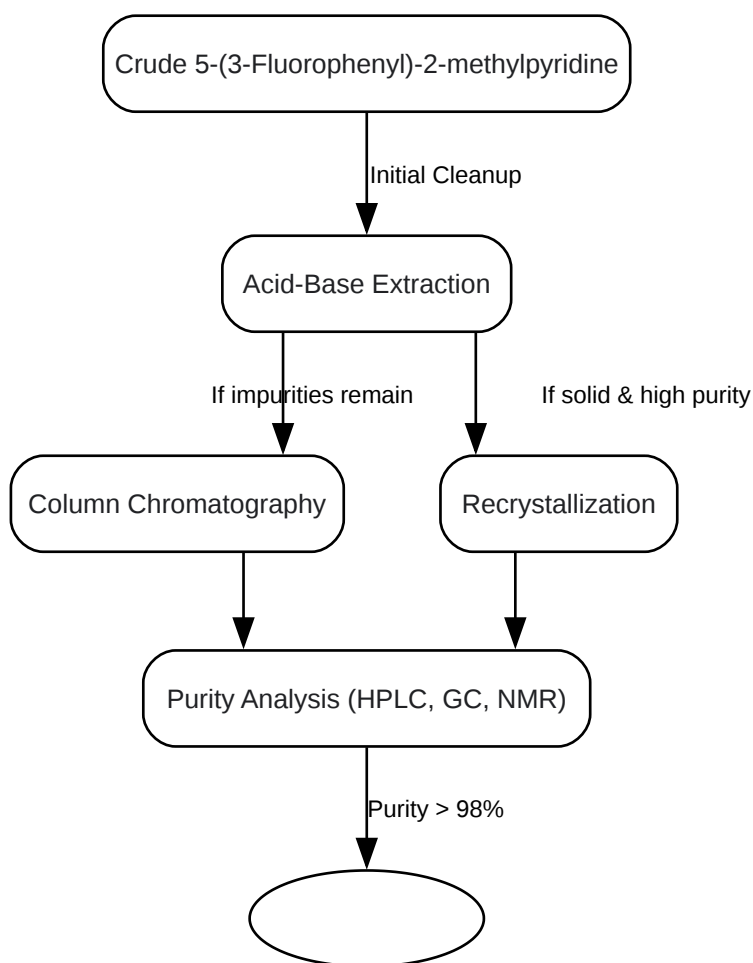 Crude 5-(3-Fluorophenyl)-2-methylpyridine
Initial Cleanup
Acid-Base Extraction
If impurities remain
If solid & high purity
Column Chromatography
Recrystallization
Purity Analysis (HPLC, GC, NMR)
Purity > 98%